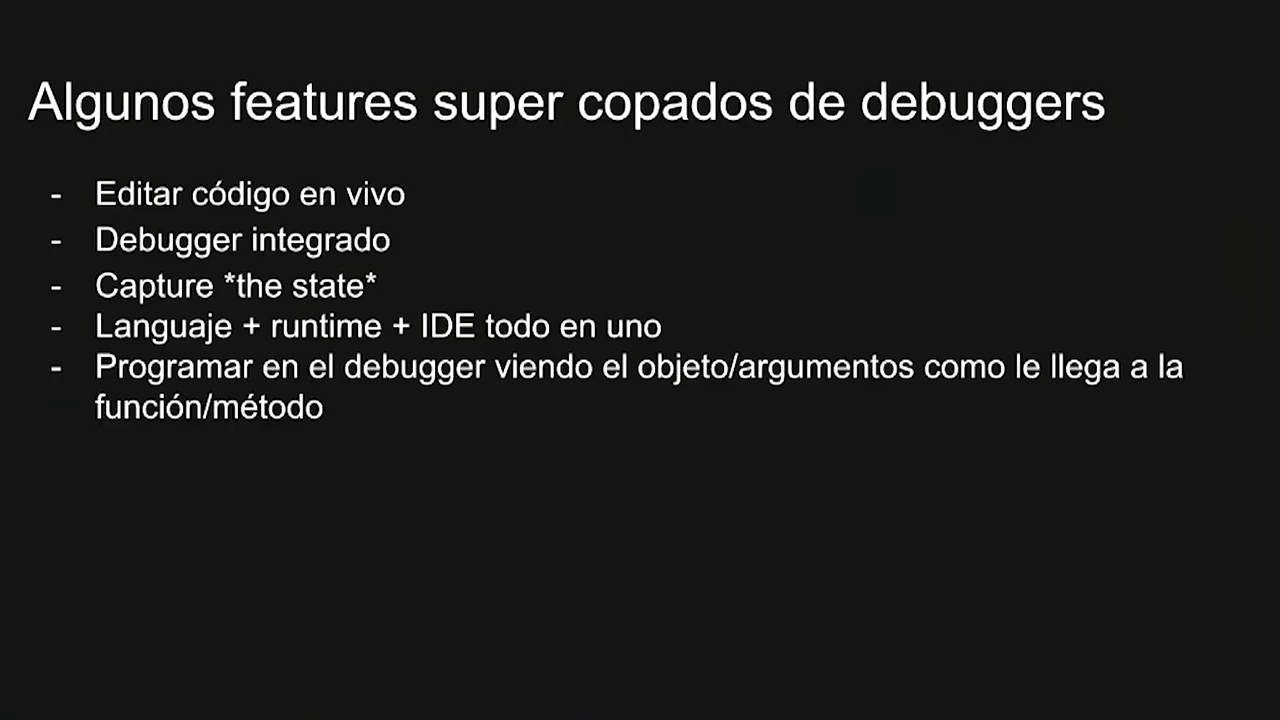 Algunos features super copados de debuggers
- Editar código en vivo
- Debugger integrado
- Capture *the state*
- Languaje + runtime + IDE todo en uno
- Programar en el debugger viendo el objeto/argumentos como le llega a la
función/método